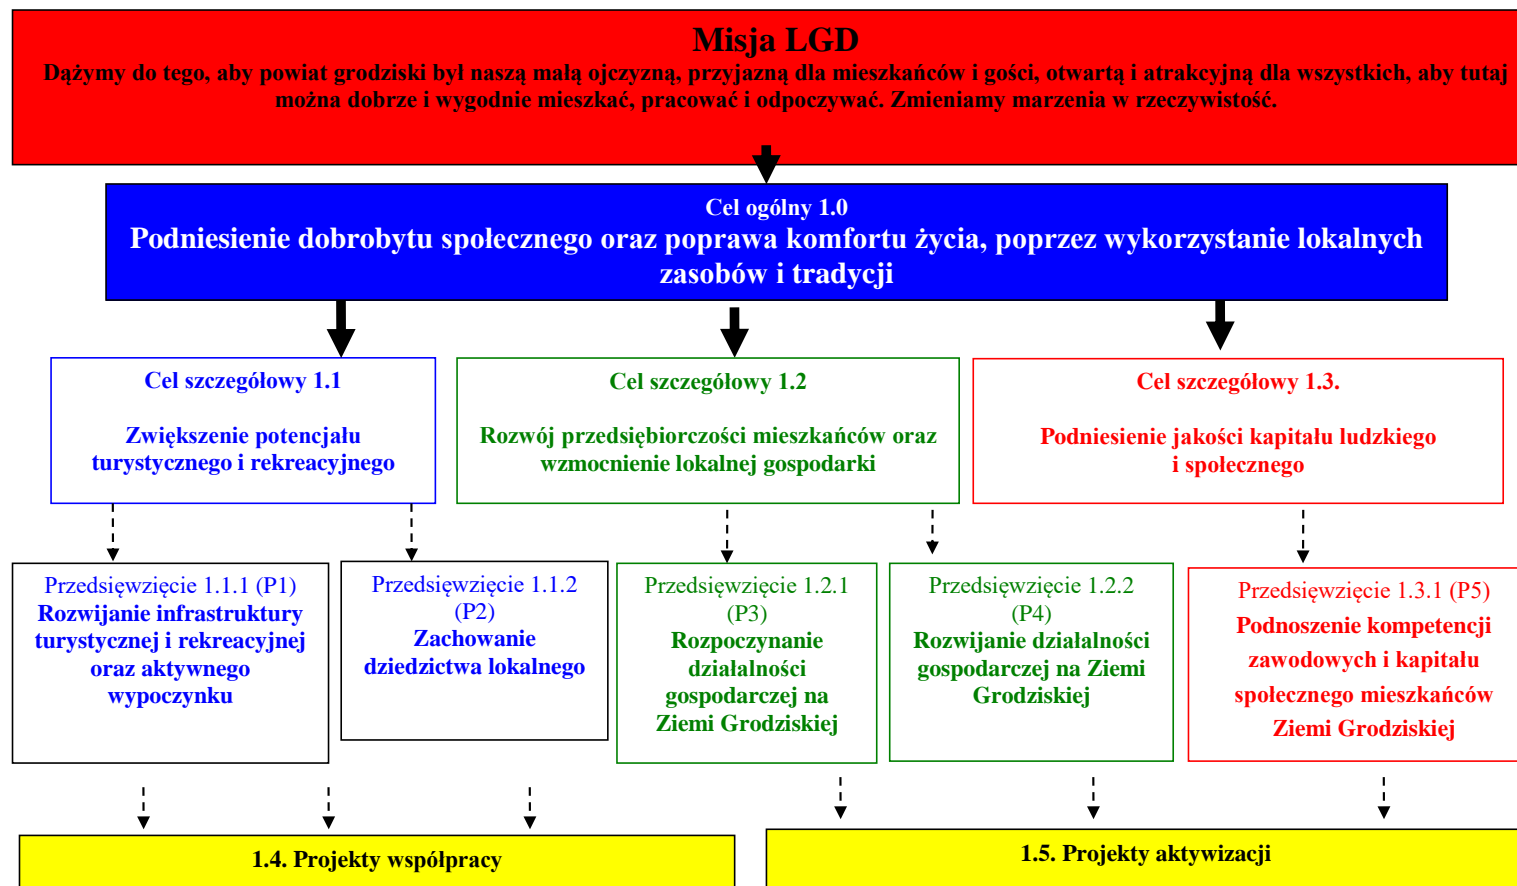 Misja LGD
Dążymy do tego, aby powiat grodziski był naszą małą ojczyzną, przyjazną dla mieszkańców i gości, otwartą i atrakcyjną dla wszystkich, aby tutaj
można dobrze i wygodnie mieszkać, pracować i odpoczywać. Zmieniamy marzenia w rzeczywistość.
Cel ogólny 1.0
Podniesienie dobrobytu społecznego oraz poprawa komfortu życia, poprzez wykorzystanie lokalnych
zasobów i tradycji
Cel szczegółowy 1.1
Zwiększenie potencjału
turystycznego i rekreacyjnego
Cel szczegółowy 1.2
Rozwój przedsiębiorczości mieszkańców oraz
wzmocnienie lokalnej gospodarki
Cel szczegółowy 1.3.
Podniesienie jakości kapitału ludzkiego
i społecznego
Przedsięwzięcie 1.1.1 (P1)
Rozwijanie infrastruktury
turystycznej i rekreacyjnej
oraz aktywnego
wypoczynku
Przedsięwzięcie 1.1.2
(P2)
Zachowanie
dziedzictwa lokalnego
Przedsięwzięcie 1.2.1
(P3)
Rozpoczynanie
działalności
gospodarczej na
Ziemi Grodziskiej
Przedsięwzięcie 1.2.2
(P4)
Rozwijanie działalności
gospodarczej na Ziemi
Grodziskiej
Przedsięwzięcie 1.3.1 (P5)
Podnoszenie kompetencji
zawodowych i kapitału
społecznego mieszkańców
Ziemi Grodziskiej
1.4. Projekty współpracy
1.5. Projekty aktywizacji